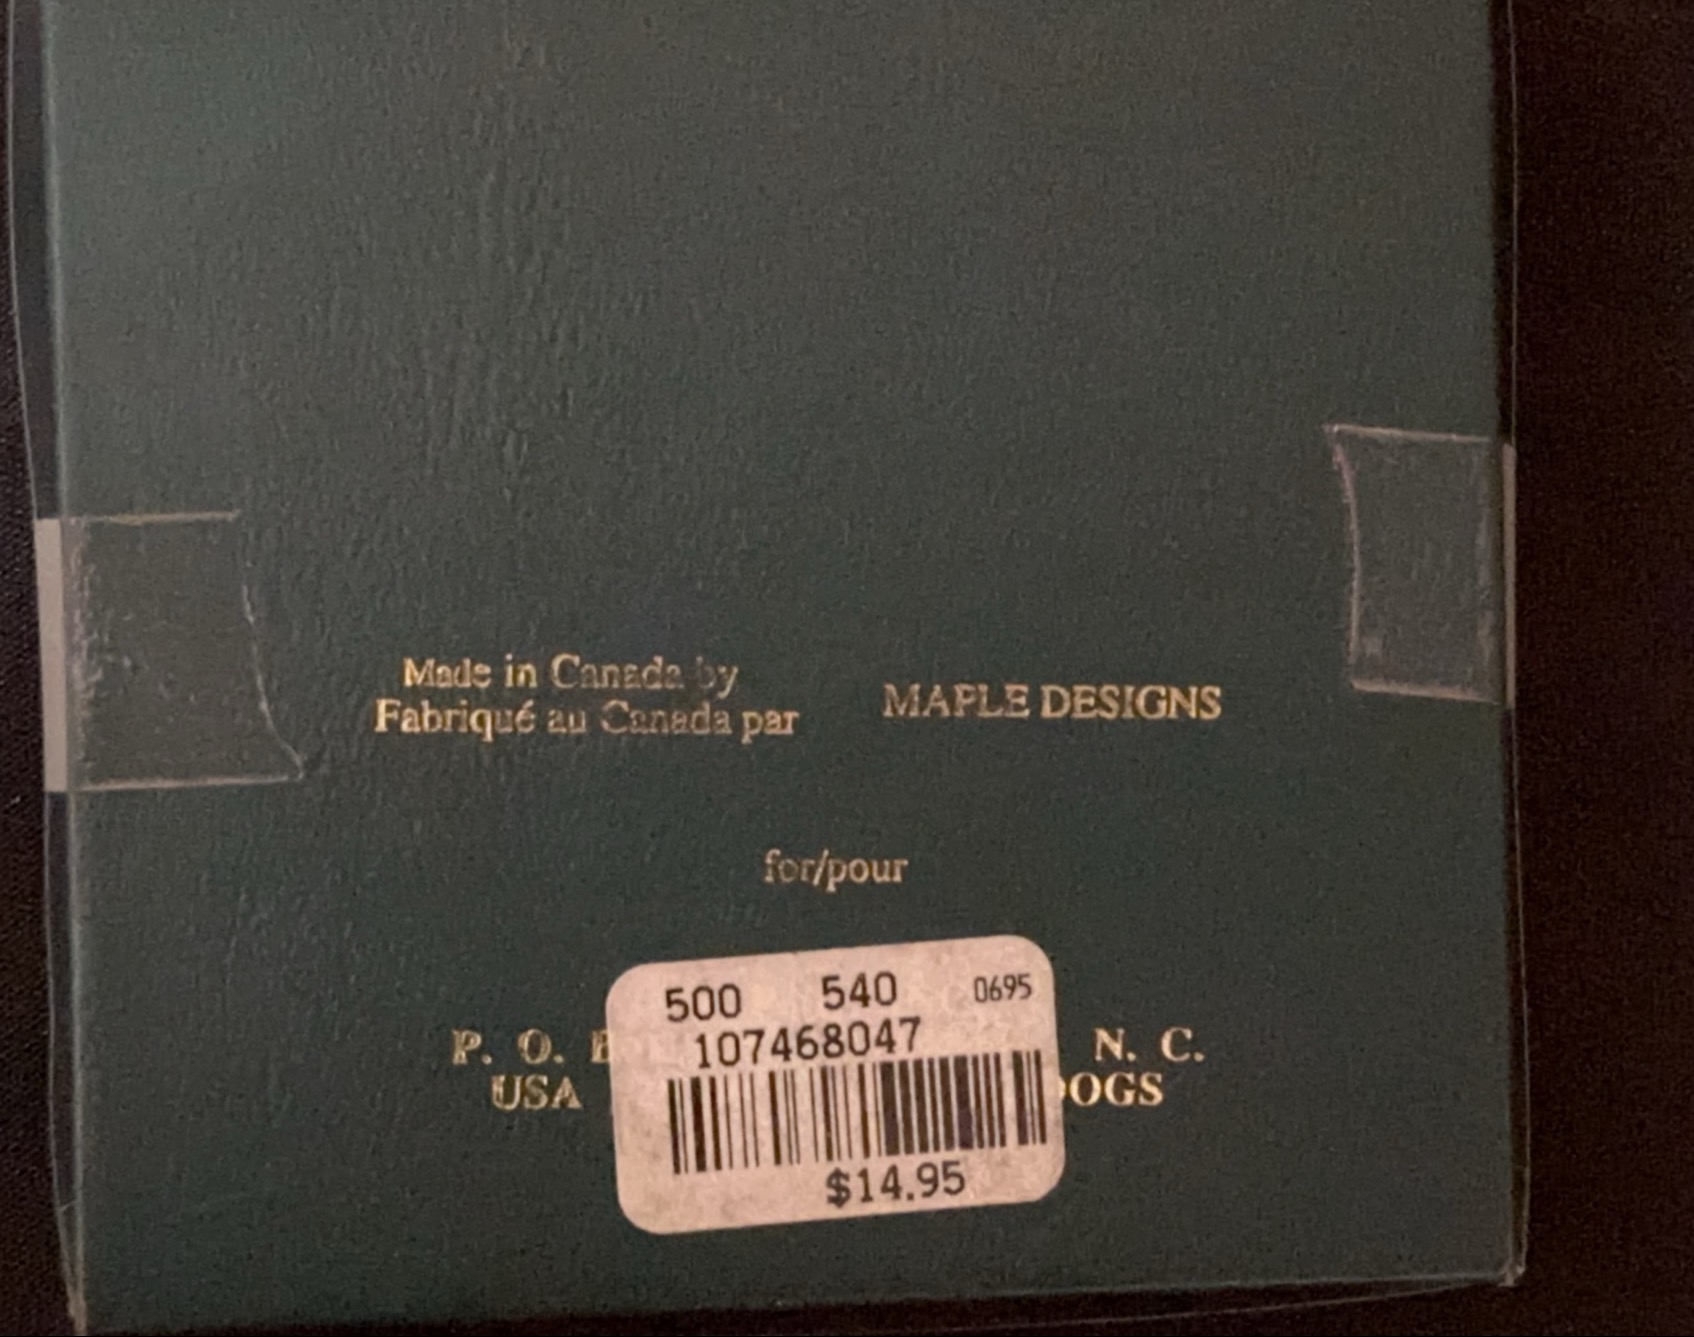 Made in Canada by
Fabriqué au Canada par
MAPLE DESIGNS
for/pour
500 540 0695
107468047
P. O. N. C.
USA
$14.95